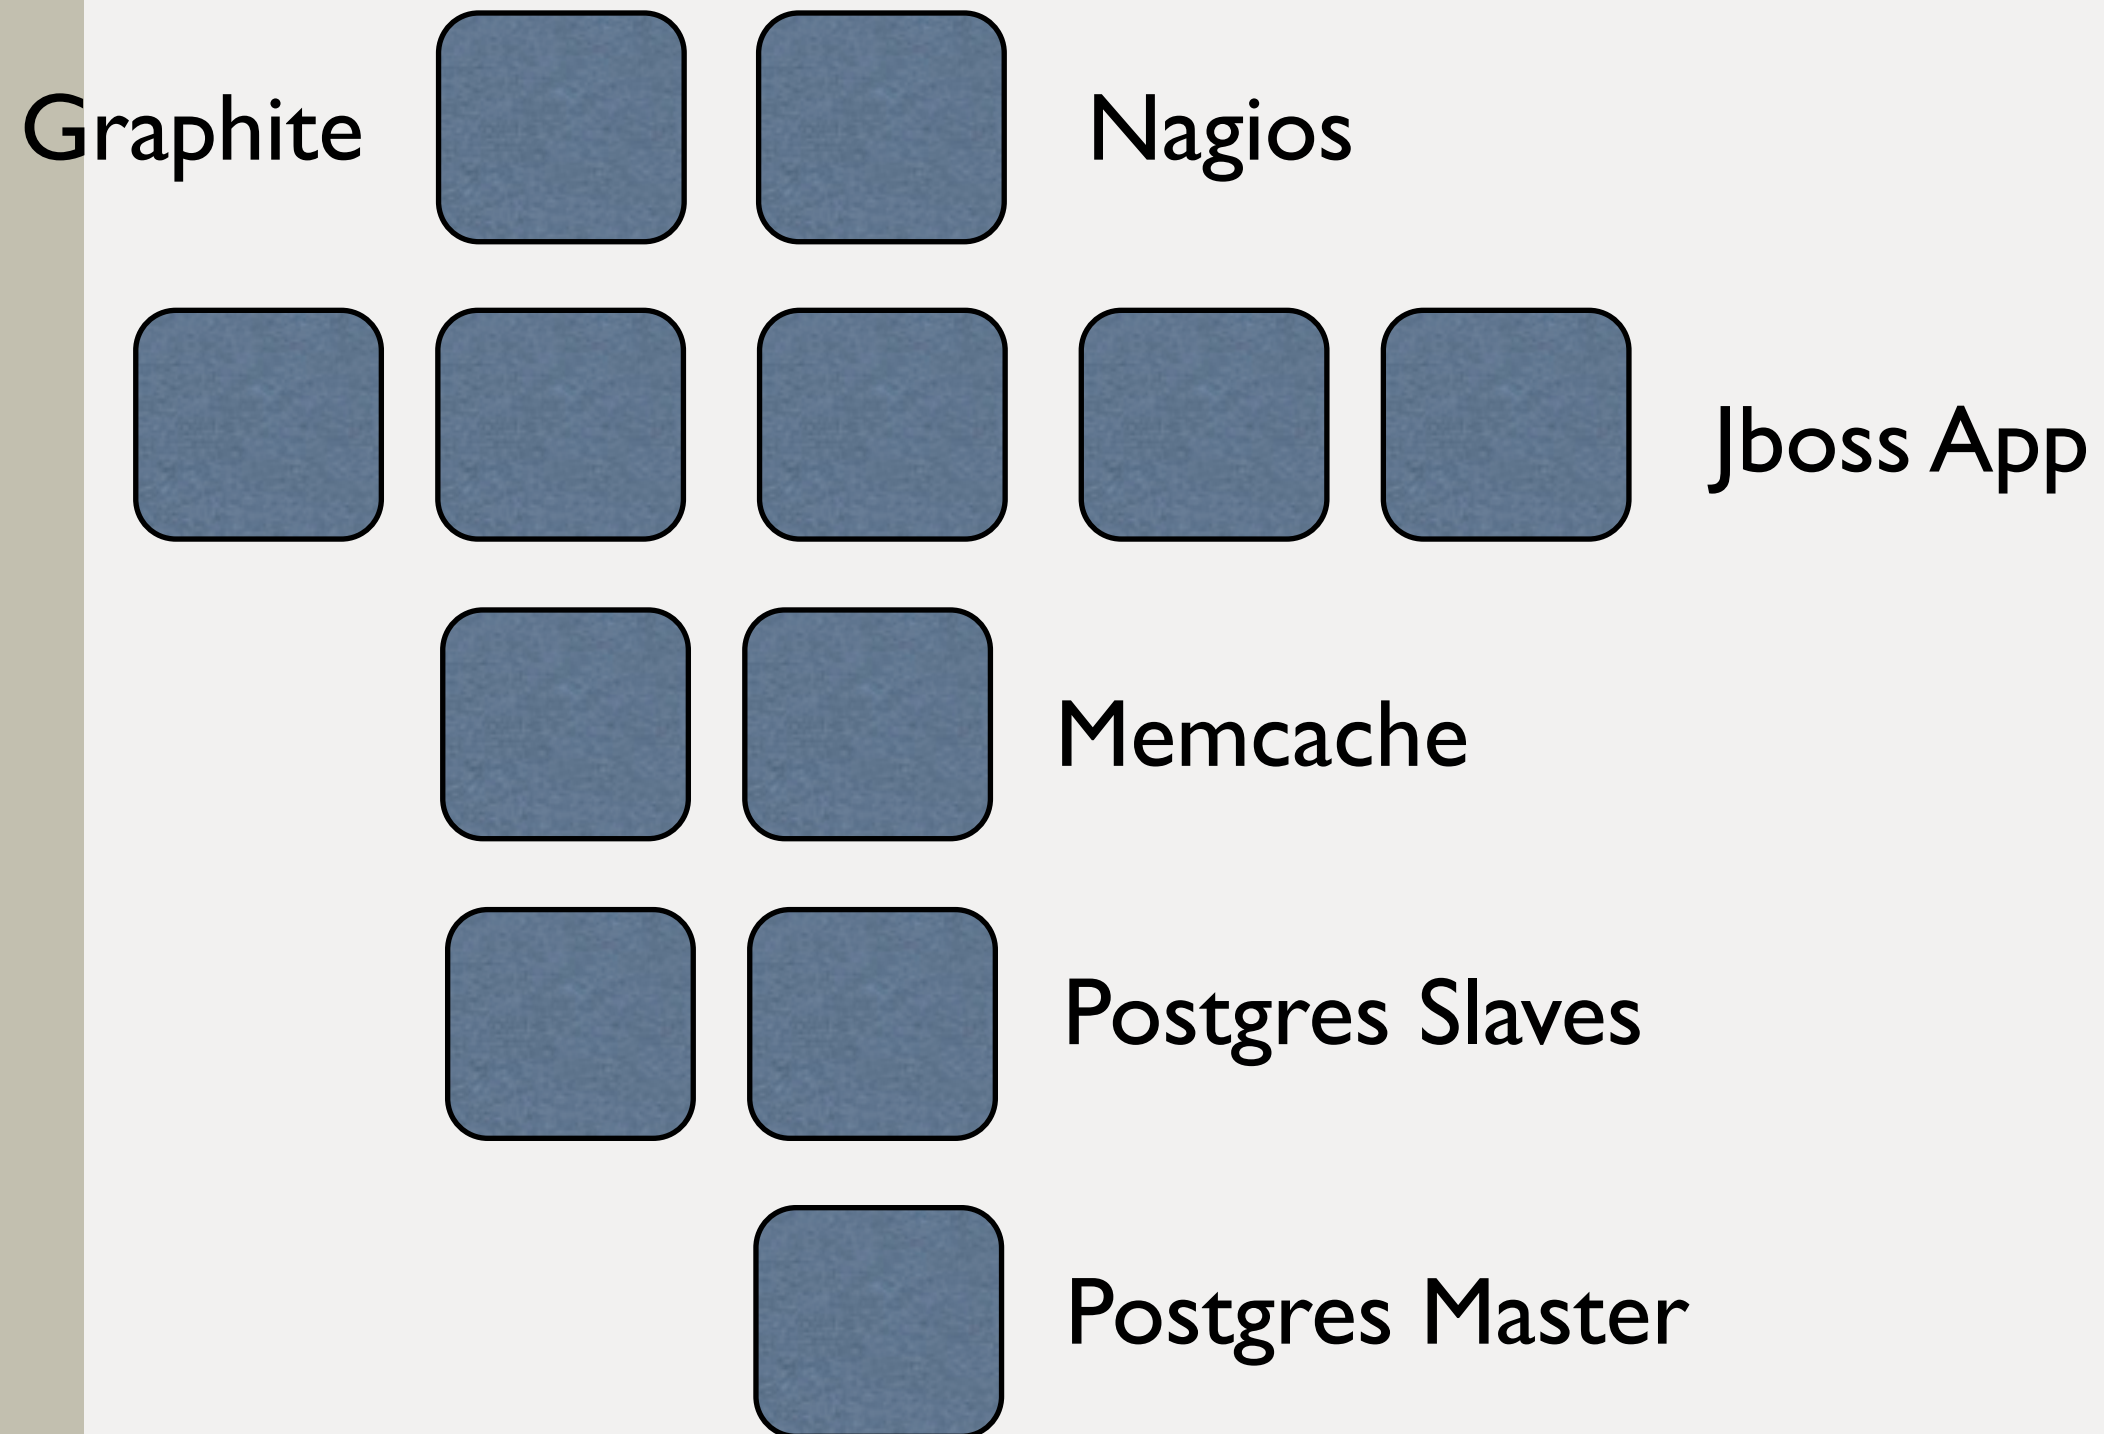 Graphite
Nagios
Jboss App
Memcache
Postgres Slaves
Postgres Master